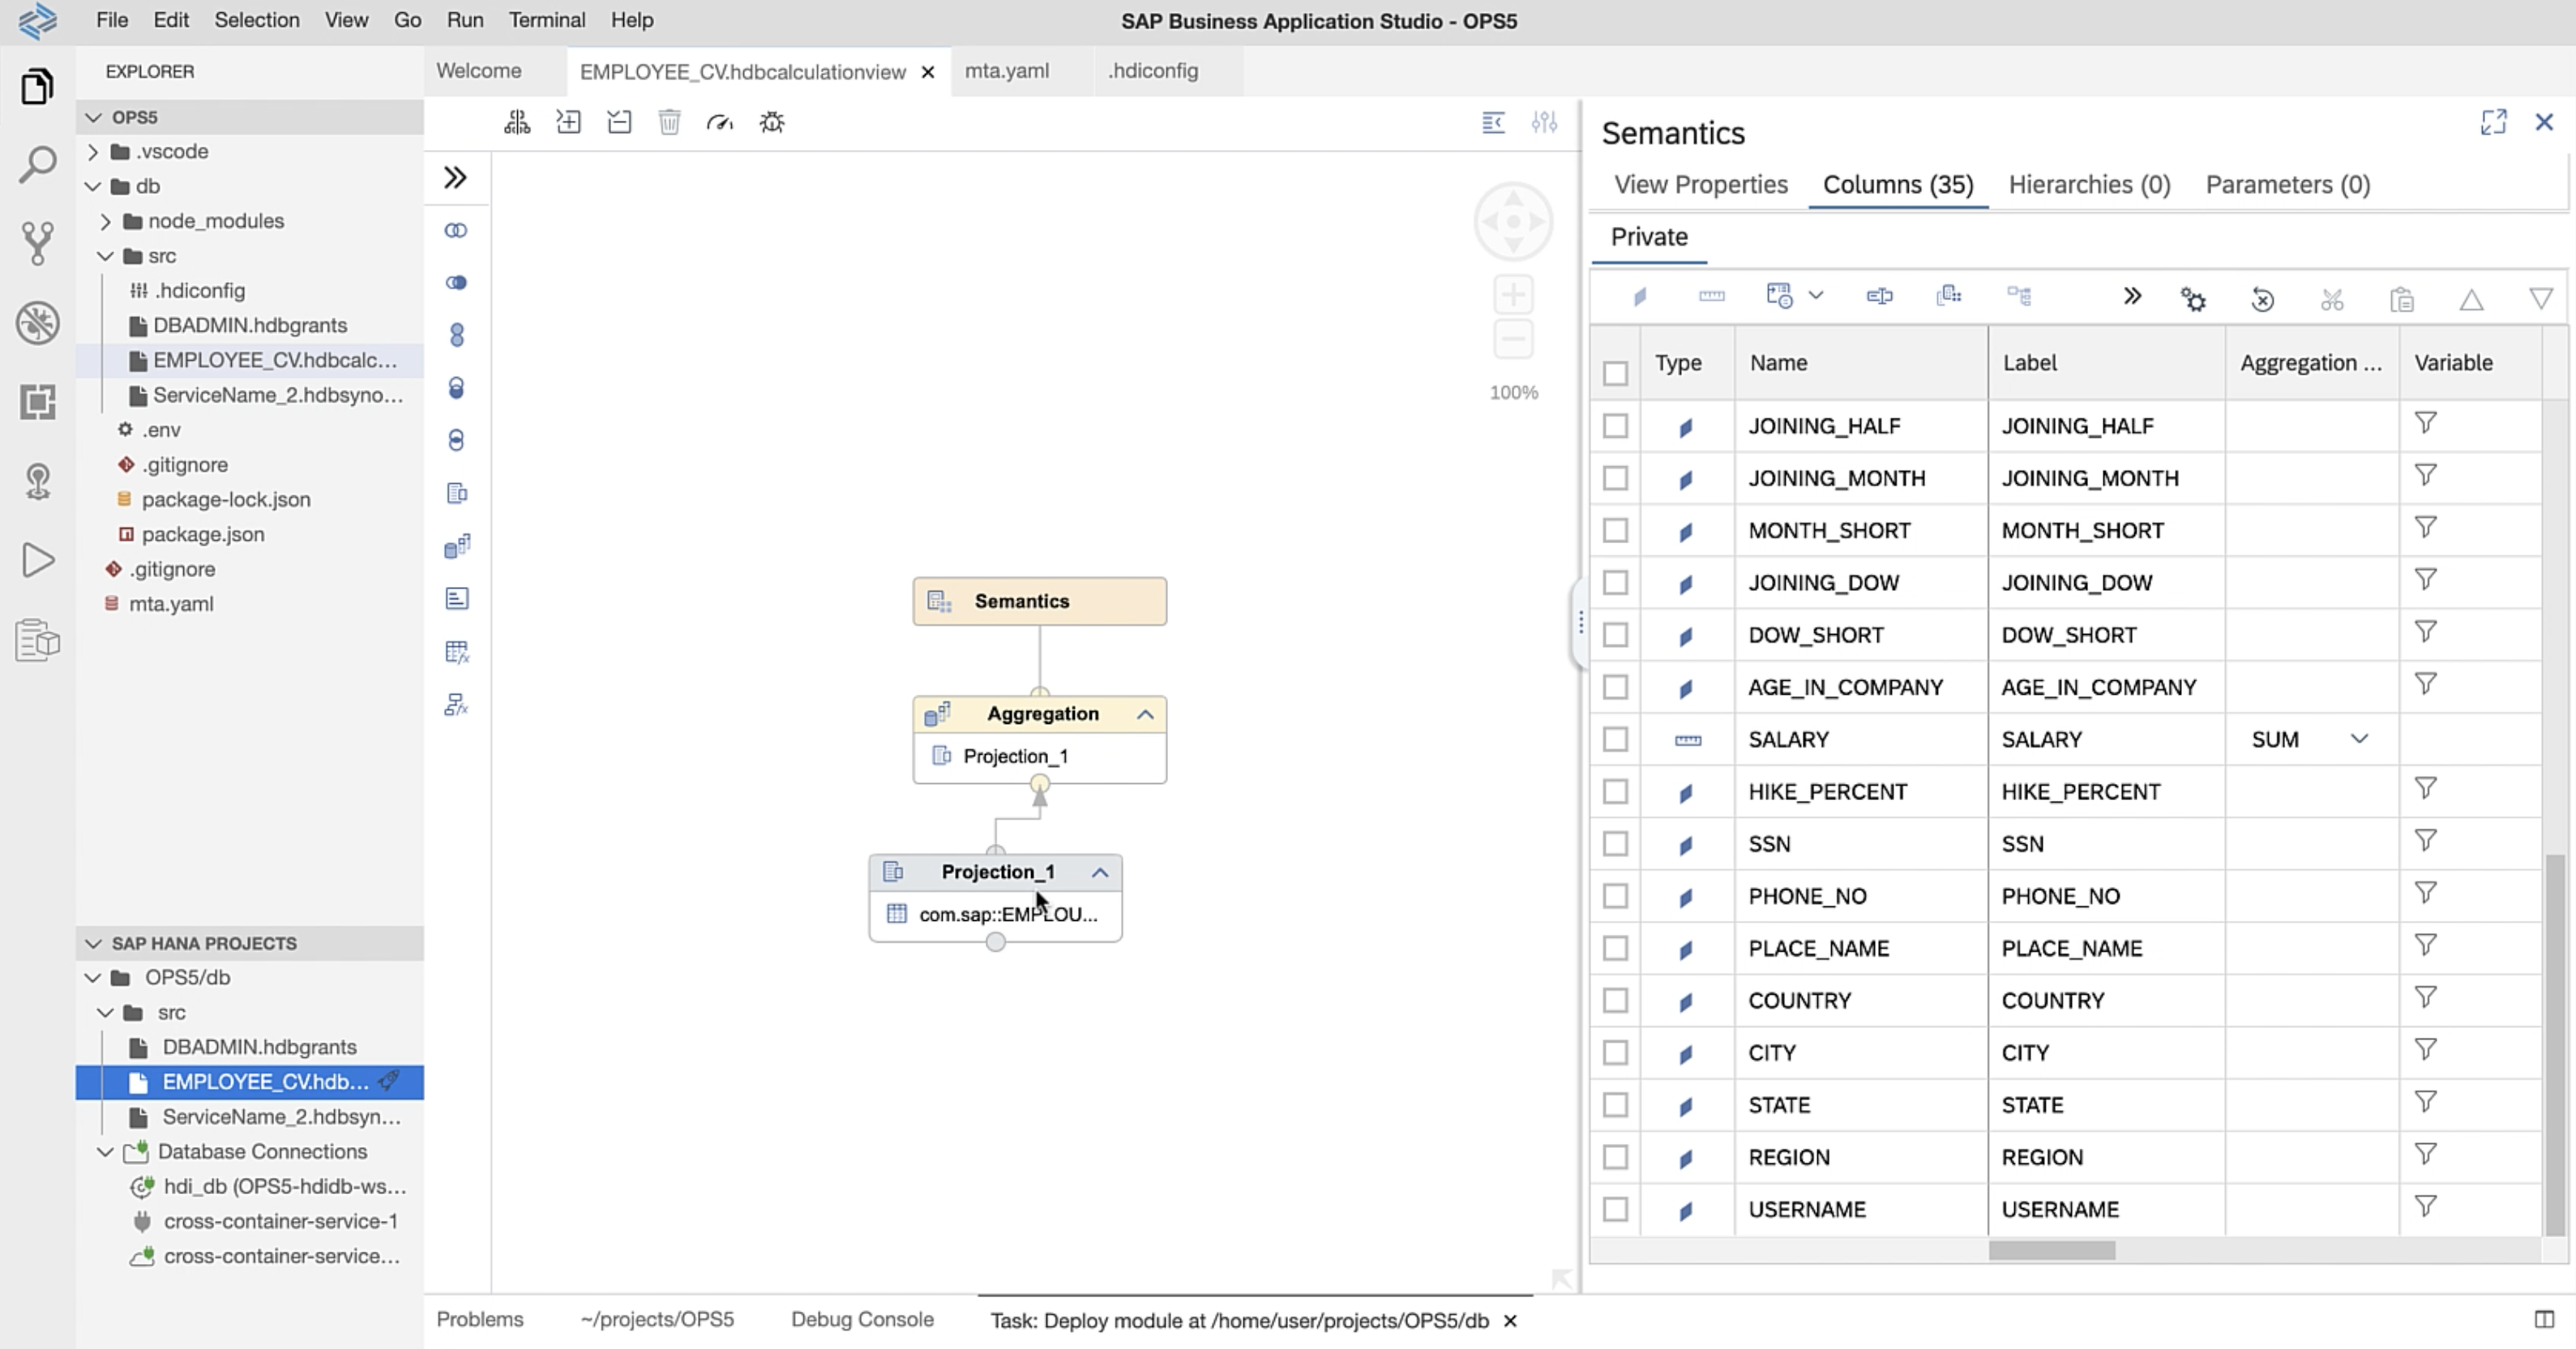 File Edit Selection View Go Run Terminal Help
SAP Business Application Studio - OPS5
EXPLORER
OPS5
.vscode
db
node_modules
src
.hdiconfig
DBADMIN.hdbgrants
EMPLOYEE_CV.hdbcalc...
ServiceName_2.hdbsyno...
.env
.gitignore
package-lock.json
package.json
.gitignore
mta.yaml
SAP HANA PROJECTS
OPS5/db
src
DBADMIN.hdbgrants
EMPLOYEE_CV.hdb...
ServiceName_2.hdbsyn...
Database Connections
hdi_db (OPS5-hdidb-ws...
cross-container-service-1
cross-container-service...
Welcome EMPLOYEE_CV.hdbcalculationview mta.yaml .hdiconfig
100%
Semantics
Aggregation
Projection_1
Projection_1
com.sap::EMPLOU...
Semantics
View Properties Columns (35) Hierarchies (0) Parameters (0)
Private
Type Name Label Aggregation ... Variable
JOINING_HALF JOINING_HALF
JOINING_MONTH JOINING_MONTH
MONTH_SHORT MONTH_SHORT
JOINING_DOW JOINING_DOW
DOW_SHORT DOW_SHORT
AGE_IN_COMPANY AGE_IN_COMPANY
SALARY SALARY SUM
HIKE_PERCENT HIKE_PERCENT
SSN SSN
PHONE_NO PHONE_NO
PLACE_NAME PLACE_NAME
COUNTRY COUNTRY
CITY CITY
STATE STATE
REGION REGION
USERNAME USERNAME
Problems ~/projects/OPS5 Debug Console Task: Deploy module at /home/user/projects/OPS5/db